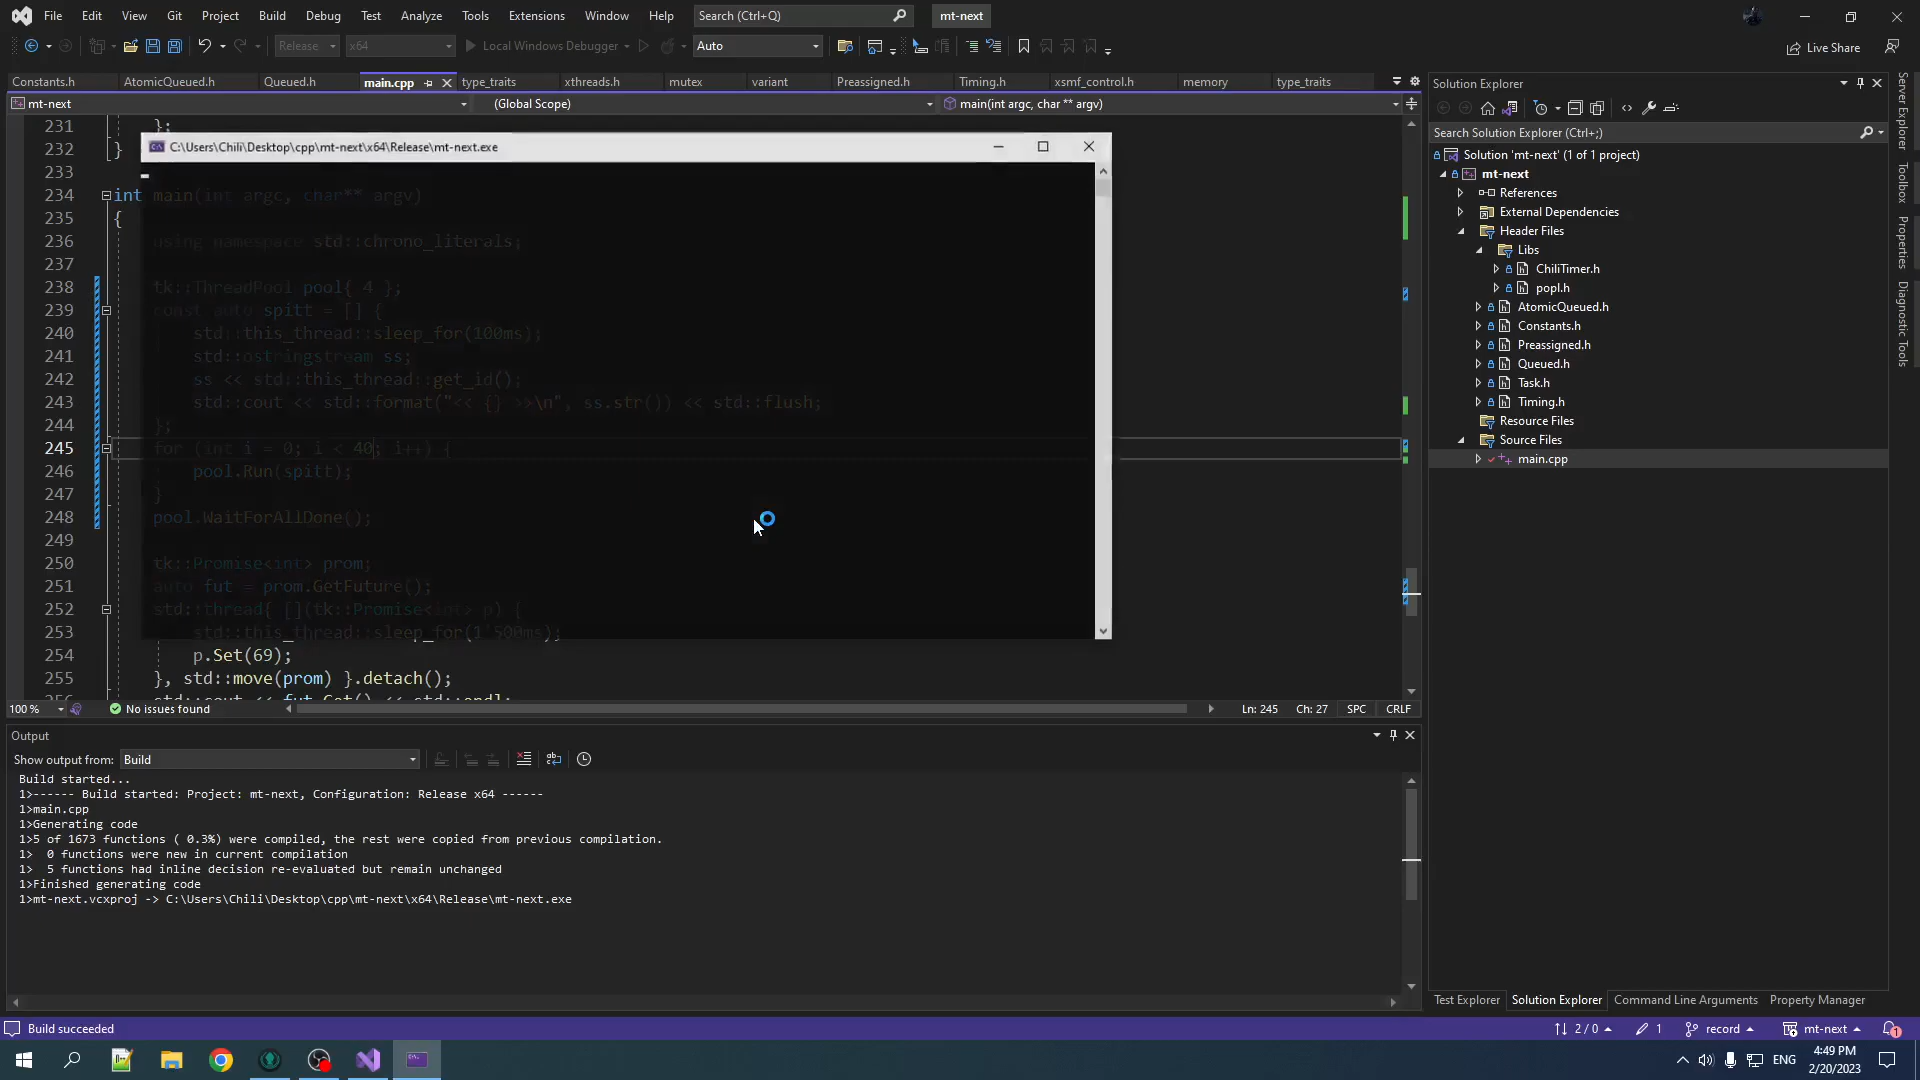 File Edit View Git Project Build Debug Test Analyze Tools Extensions Window Help Search (Ctrl+Q) mt-next
Release x64 Local Windows Debugger Auto Live Share
Constants.h AtomicQueued.h Queued.h main.cpp type_traits xthreads.h mutex variant Preassigned.h Timing.h xsmf_control.h memory type_traits
mt-next (Global Scope) main(int argc, char ** argv)
231 };
232 }
C:\Users\Chili\Desktop\cpp\mt-next\x64\Release\mt-next.exe
233
234 int main(int argc, char** argv)
235 {
236 using namespace std::chrono_literals;
237
238 tk::ThreadPool pool{ 4 };
239 const auto spitt = [] {
240 std::this_thread::sleep_for(100ms);
241 std::ostringstream ss;
242 ss << std::this_thread::get_id();
243 std::cout << std::format("<< {} >>\n", ss.str()) << std::flush;
244 };
245 for (int i = 0; i < 40; i++) {
246 pool.Run(spitt);
247 }
248 pool.WaitForAllDone();
249
250 tk::Promise<int> prom;
251 auto fut = prom.GetFuture();
252 std::thread{ [](tk::Promise<int> p) {
253 std::this_thread::sleep_for(1'500ms);
254 p.Set(69);
255 }, std::move(prom) }.detach();
256 std::cout << fut.Get() << std::endl;
100 % No issues found Ln: 245 Ch: 27 SPC CRLF
Output
Show output from: Build
Build started...
1>------ Build started: Project: mt-next, Configuration: Release x64 ------
1>main.cpp
1>Generating code
1>5 of 1673 functions ( 0.3%) were compiled, the rest were copied from previous compilation.
1>  0 functions were new in current compilation
1>  5 functions had inline decision re-evaluated but remain unchanged
1>Finished generating code
1>mt-next.vcxproj -> C:\Users\Chili\Desktop\cpp\mt-next\x64\Release\mt-next.exe
Solution Explorer
Search Solution Explorer (Ctrl+;)
Solution 'mt-next' (1 of 1 project)
mt-next
References
External Dependencies
Header Files
Libs
ChiliTimer.h
popl.h
AtomicQueued.h
Constants.h
Preassigned.h
Queued.h
Task.h
Timing.h
Resource Files
Source Files
main.cpp
Server Explorer
Toolbox
Properties
Diagnostic Tools
Test Explorer Solution Explorer Command Line Arguments Property Manager
Build succeeded 2 / 0 1 record mt-next 1
ENG 4:49 PM
2/20/2023